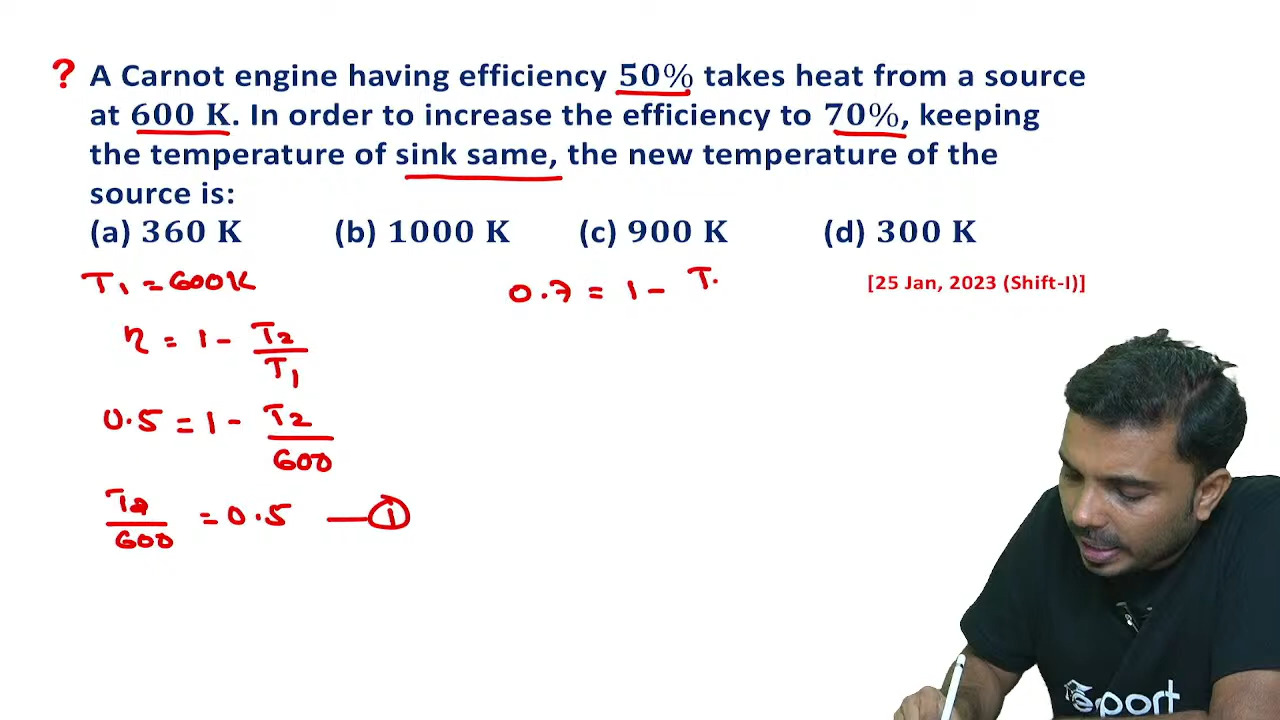 ? A Carnot engine having efficiency 50% takes heat from a source
at 600 K. In order to increase the efficiency to 70%, keeping
the temperature of sink same, the new temperature of the
source is:
(a) 360 K (b) 1000 K (c) 900 K (d) 300 K
[25 Jan, 2023 (Shift-I)]
T₁ = 600K
η = 1 - T₂/T₁
0.5 = 1 - T₂/600
T₂/600 = 0.5 — ①
0.7 = 1 - T
eport